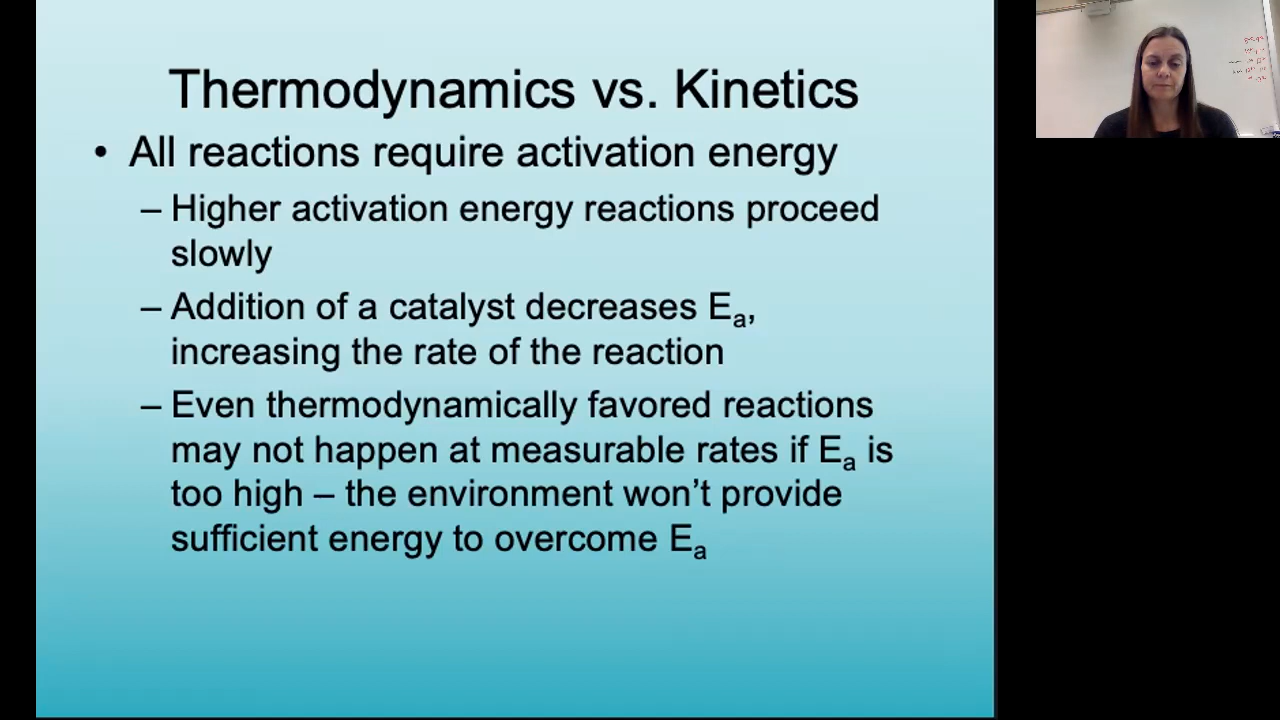 Thermodynamics vs. Kinetics
• All reactions require activation energy
– Higher activation energy reactions proceed
slowly
– Addition of a catalyst decreases Eₐ,
increasing the rate of the reaction
– Even thermodynamically favored reactions
may not happen at measurable rates if Eₐ is
too high – the environment won't provide
sufficient energy to overcome Eₐ